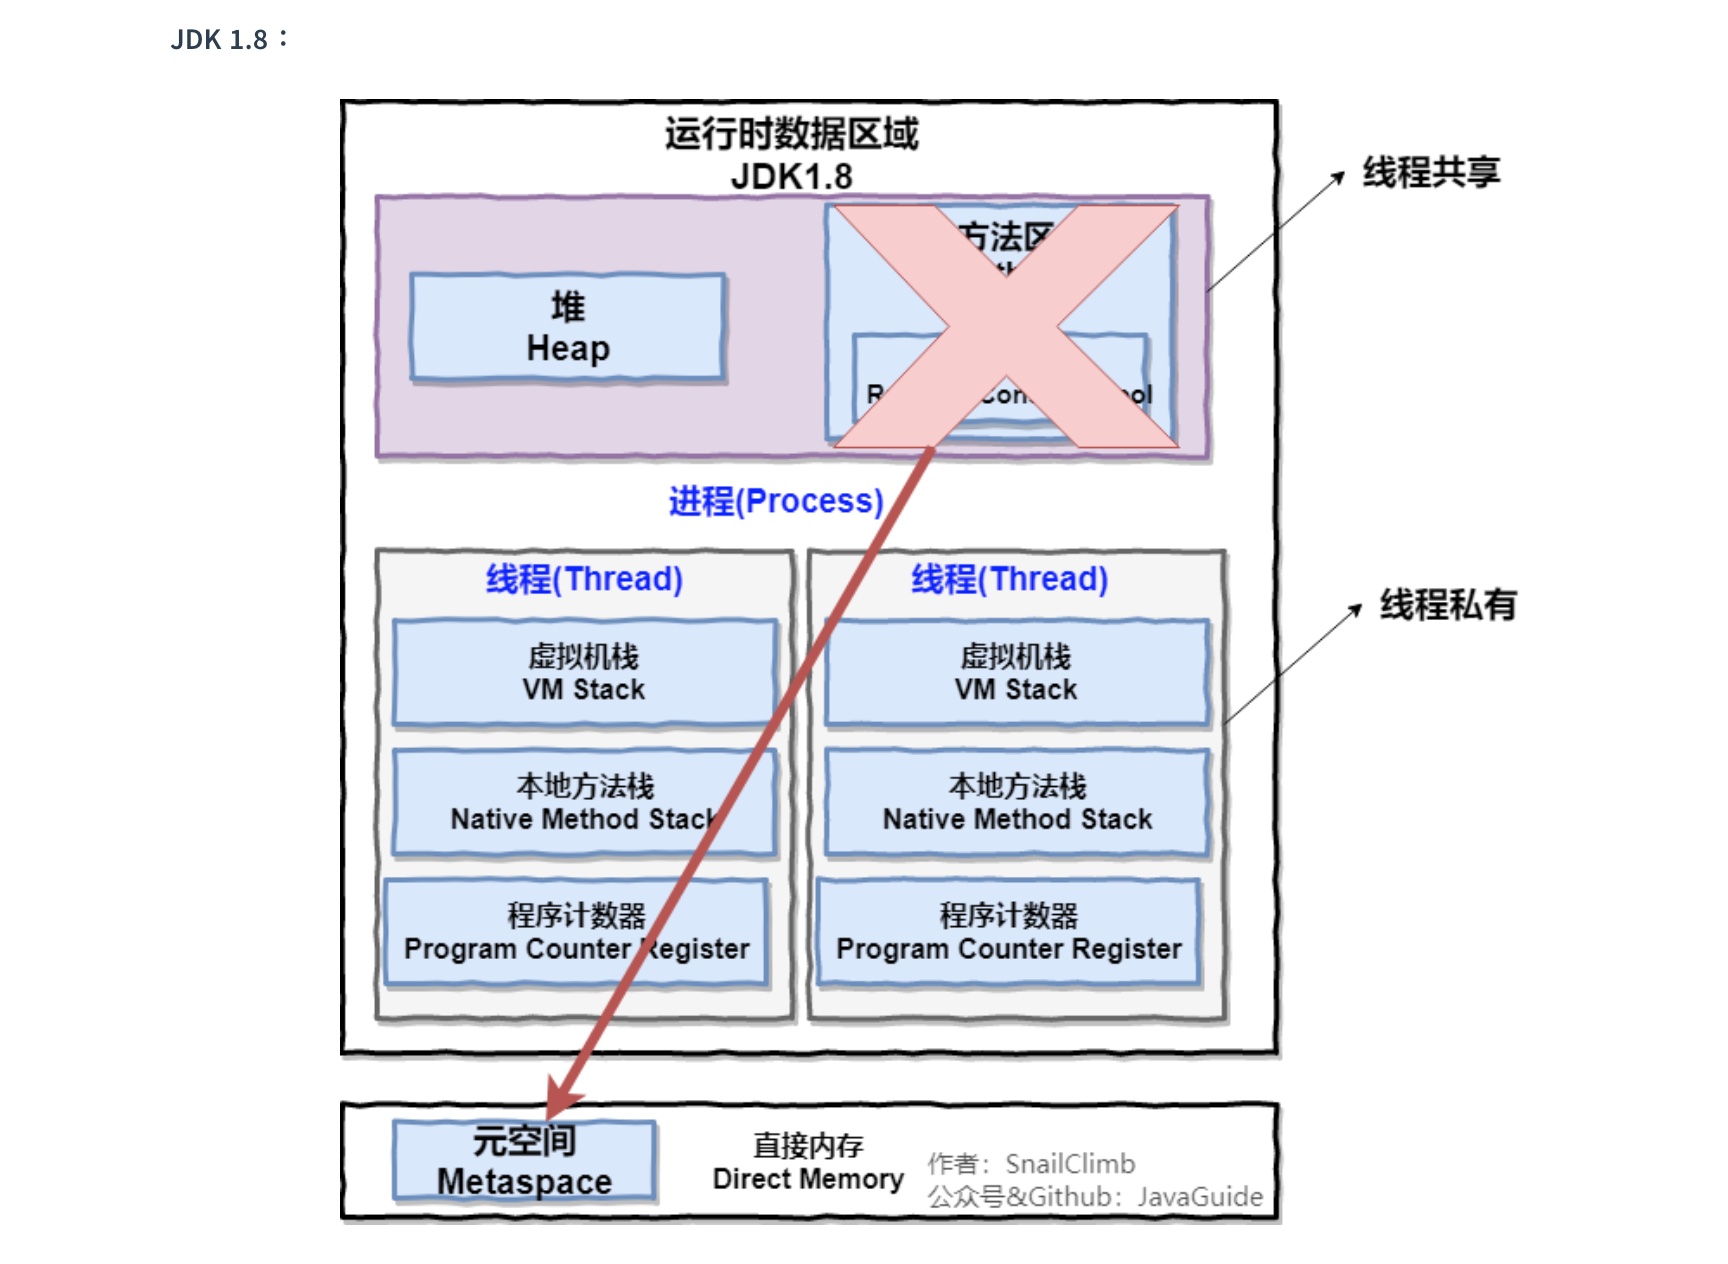 JDK 1.8：
运行时数据区域
JDK1.8
线程共享
方法区
堆
Heap
进程(Process)
线程(Thread)
线程(Thread)
线程私有
虚拟机栈
VM Stack
虚拟机栈
VM Stack
本地方法栈
Native Method Stack
本地方法栈
Native Method Stack
程序计数器
Program Counter Register
程序计数器
Program Counter Register
元空间
Metaspace
直接内存
Direct Memory
作者：SnailClimb
公众号&Github：JavaGuide